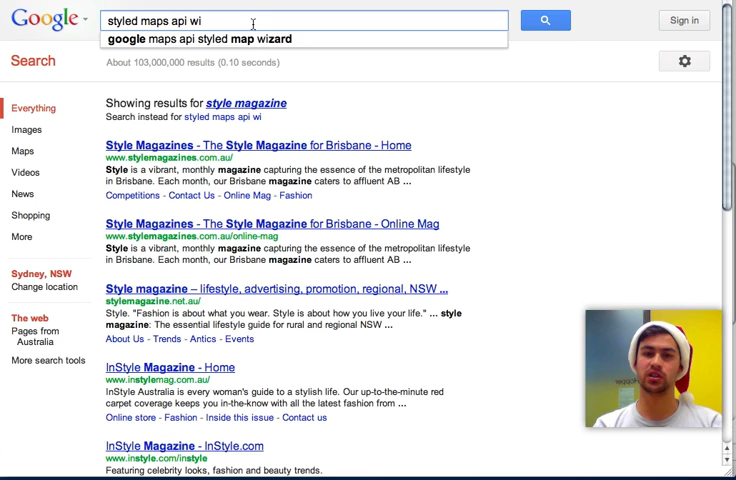 Google
styled maps api wi
Sign in
google maps api styled map wizard
Search
About 103,000,000 results (0.10 seconds)
Everything
Images
Maps
Videos
News
Shopping
More
Sydney, NSW
Change location
The web
Pages from
Australia
More search tools
Showing results for style magazine
Search instead for styled maps api wi
Style Magazines - The Style Magazine for Brisbane - Home
www.stylemagazines.com.au/
Style is a vibrant, monthly magazine capturing the essence of the metropolitan lifestyle
in Brisbane. Each month, our Brisbane magazine caters to affluent AB ...
Competitions - Contact Us - Online Mag - Fashion
Style Magazines - The Style Magazine for Brisbane - Online Mag
www.stylemagazines.com.au/online-mag
Style is a vibrant, monthly magazine capturing the essence of the metropolitan lifestyle
in Brisbane. Each month, our Brisbane magazine caters to affluent AB ...
Style magazine – lifestyle, advertising, promotion, regional, NSW ...
stylemagazine.net.au/
Style. "Fashion is about what you wear. Style is about how you live your life." ... style
magazine: The essential lifestyle guide for rural and regional NSW ...
About Us - Trends - Antics - Events
InStyle Magazine - Home
www.instylemag.com.au/
InStyle Australia is every woman's guide to a stylish life. Our up-to-the-minute red
carpet coverage keeps you in-the-know with all the latest fashion from ...
Online store - Fashion - Inside this issue - Contact us
InStyle Magazine - InStyle.com
www.instyle.com/instyle
Featuring celebrity looks, fashion and beauty trends.